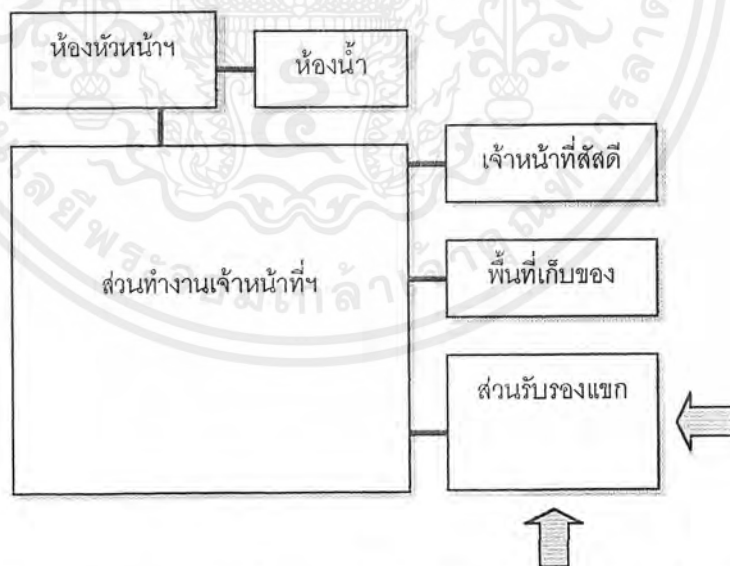 ห้องหัวหน้าฯ
ห้องน้ำ
เจ้าหน้าที่สัสดี
ส่วนทำงานเจ้าหน้าที่ฯ
พื้นที่เก็บของ
ส่วนรับรองแขก